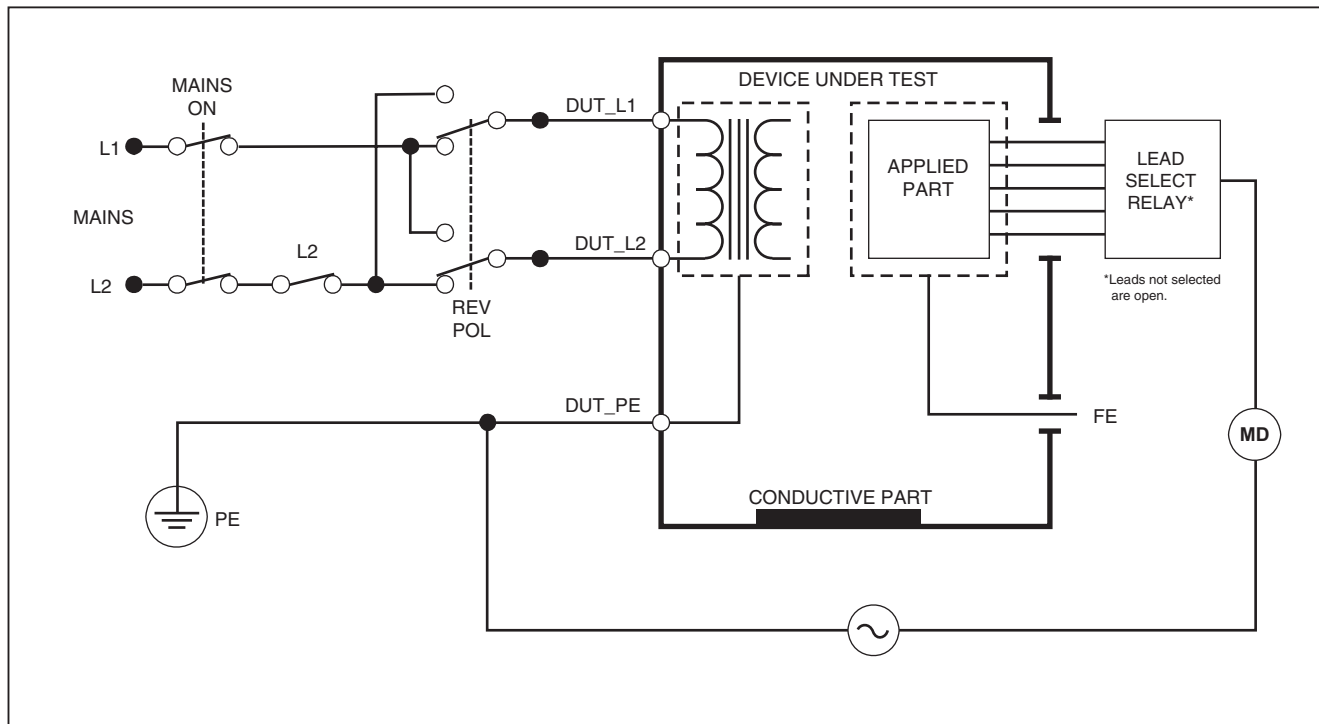 MAINS
ON
L1
MAINS
L2
L2
REV
POL
DUT_L1
DUT_L2
DUT_PE
PE
DEVICE UNDER TEST
APPLIED
PART
LEAD
SELECT
RELAY*
*Leads not selected
are open.
FE
MD
CONDUCTIVE PART